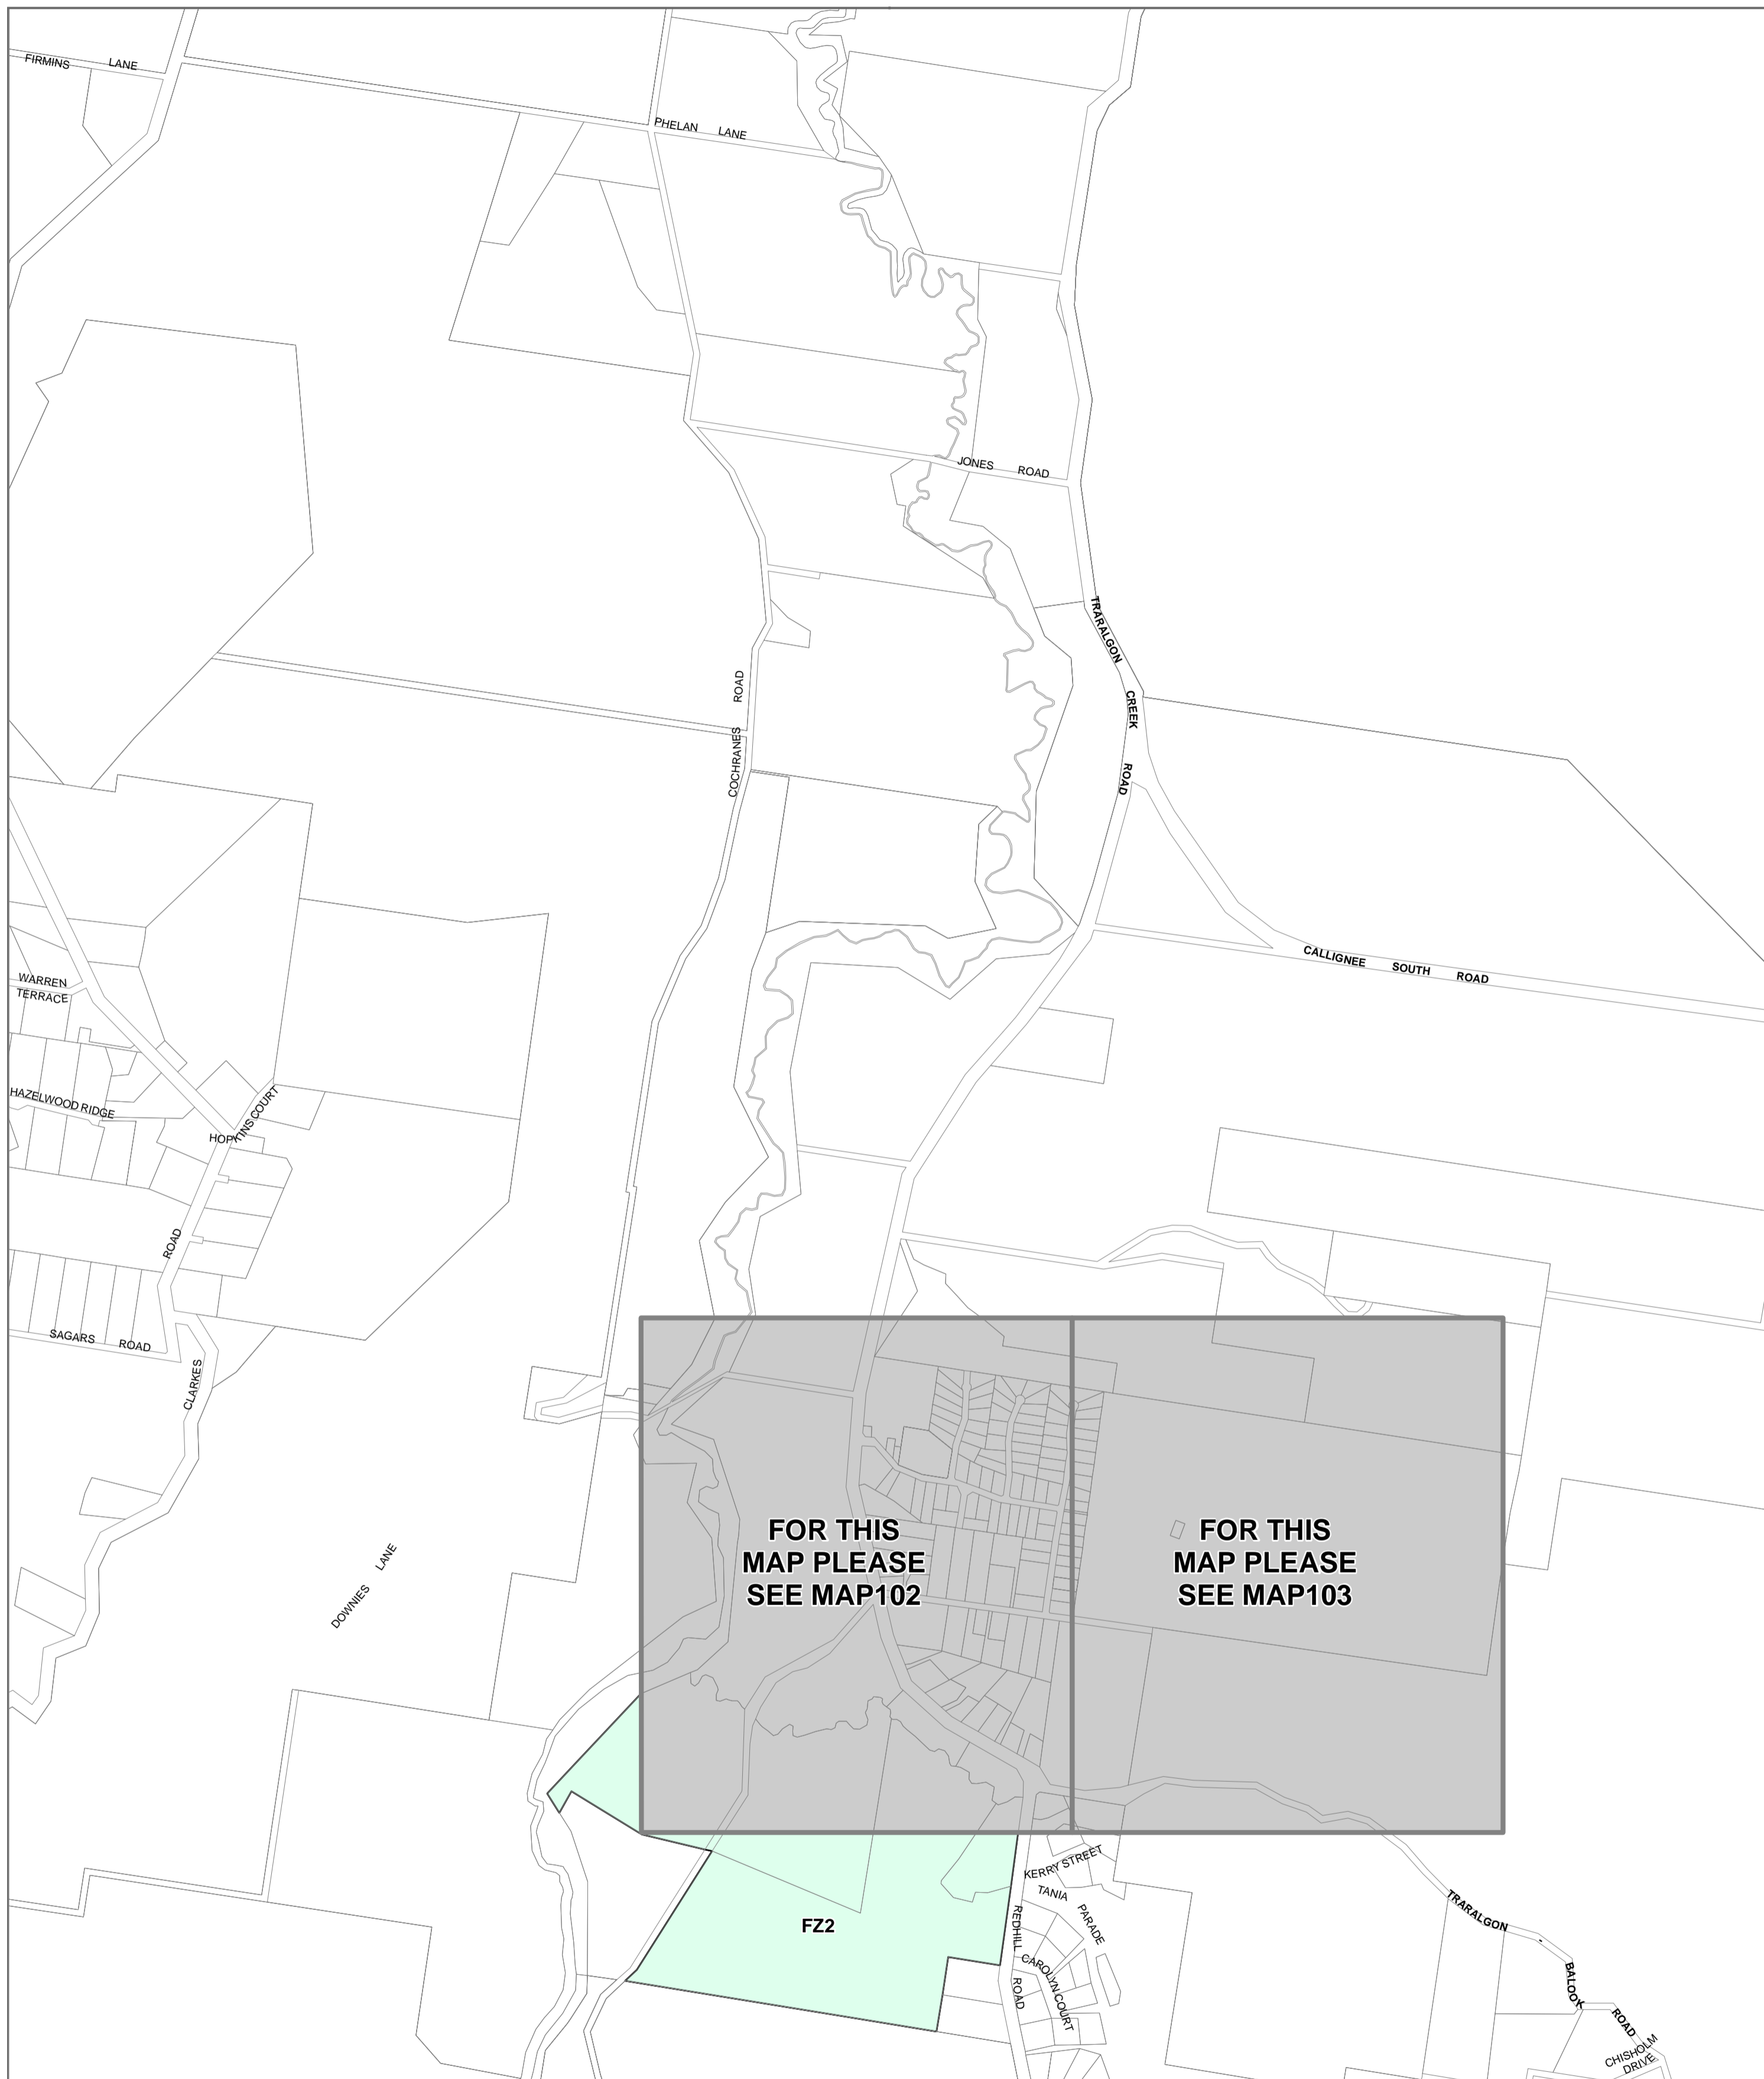 FIRMINS LANE
PHELAN LANE
JONES ROAD
TRARALGON CREEK ROAD
COCHRANES ROAD
CALLIGNEE SOUTH ROAD
WARREN
TERRACE
HAZELWOOD RIDGE
HOPKINS COURT
ROAD
SAGARS ROAD
CLARKES
DOWNIES LANE
FOR THIS
MAP PLEASE
SEE MAP102
FOR THIS
MAP PLEASE
SEE MAP103
FZ2
KERRY STREET
TANIA PARADE
REDHILL ROAD
CAROLYN COURT
TRARALGON - BALOOK ROAD
CHISHOLM
DRIVE